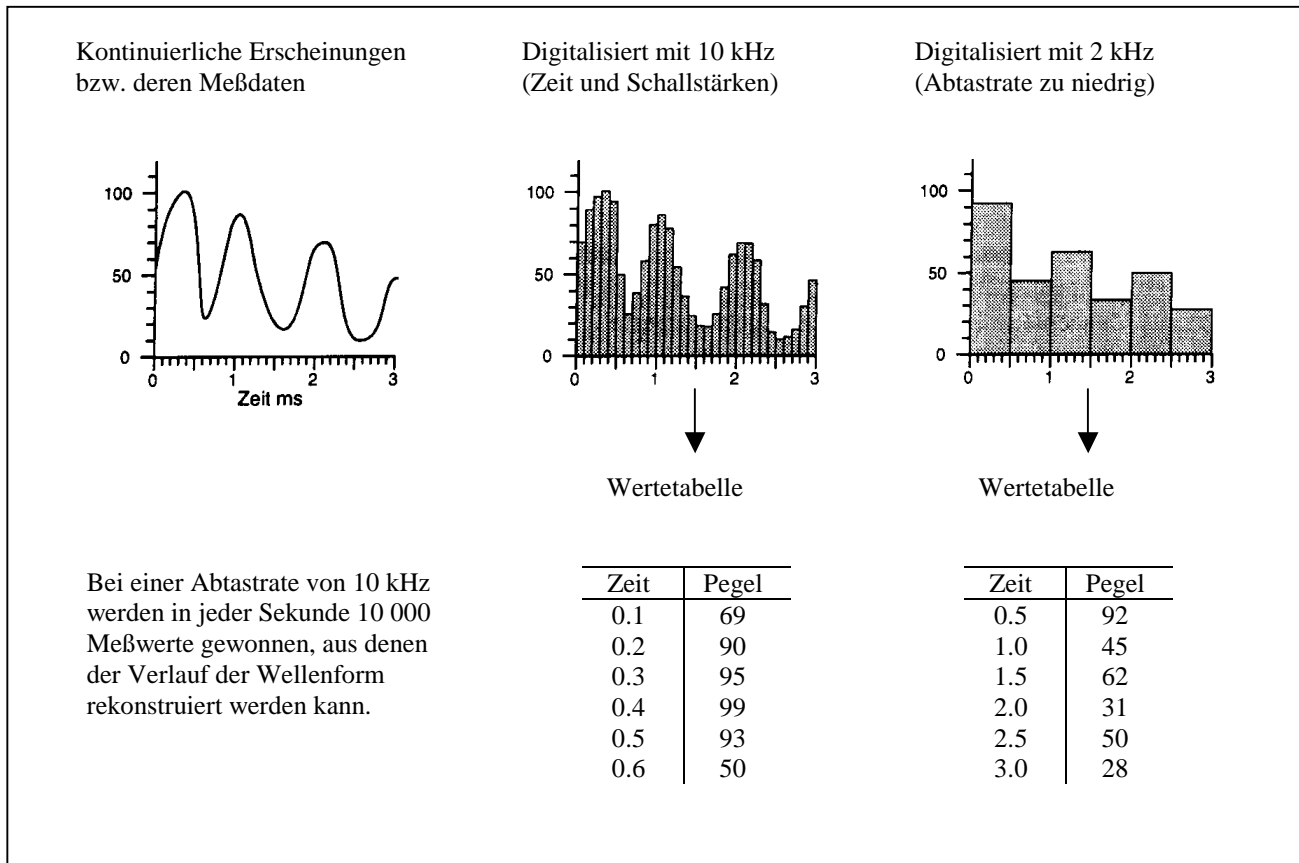 Kontinuierliche Erscheinungen
bzw. deren Meßdaten
100
50
0
0 1 2 3
Zeit ms
Digitalisiert mit 10 kHz
(Zeit und Schallstärken)
100
50
0
0 1 2 3
Wertetabelle
Digitalisiert mit 2 kHz
(Abtastrate zu niedrig)
100
50
0
0 1 2 3
Wertetabelle
Bei einer Abtastrate von 10 kHz
werden in jeder Sekunde 10 000
Meßwerte gewonnen, aus denen
der Verlauf der Wellenform
rekonstruiert werden kann.
Zeit Pegel
0.1 69
0.2 90
0.3 95
0.4 99
0.5 93
0.6 50
Zeit Pegel
0.5 92
1.0 45
1.5 62
2.0 31
2.5 50
3.0 28